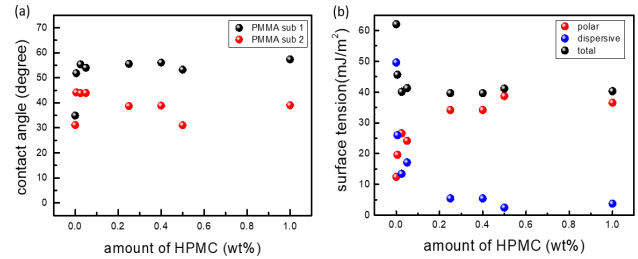 (a)
PMMA sub 1
PMMA sub 2
70
60
50
40
30
20
10
0
contact angle (degree)
0.0 0.2 0.4 0.6 0.8 1.0
amount of HPMC (wt%)
(b)
polar
dispersive
total
60
50
40
30
20
10
0
surface tension(mJ/m²)
0.0 0.2 0.4 0.6 0.8 1.0
amount of HPMC (wt%)